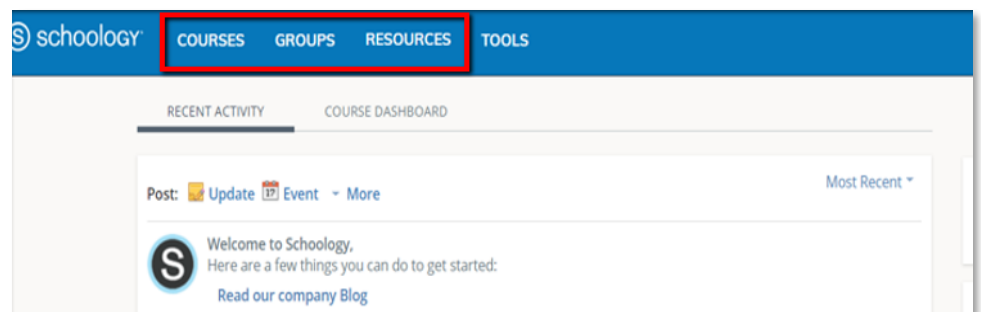 schoology COURSES GROUPS RESOURCES TOOLS
RECENT ACTIVITY COURSE DASHBOARD
Post: Update 17 Event More Most Recent
S Welcome to Schoology,
Here are a few things you can do to get started:
Read our company Blog